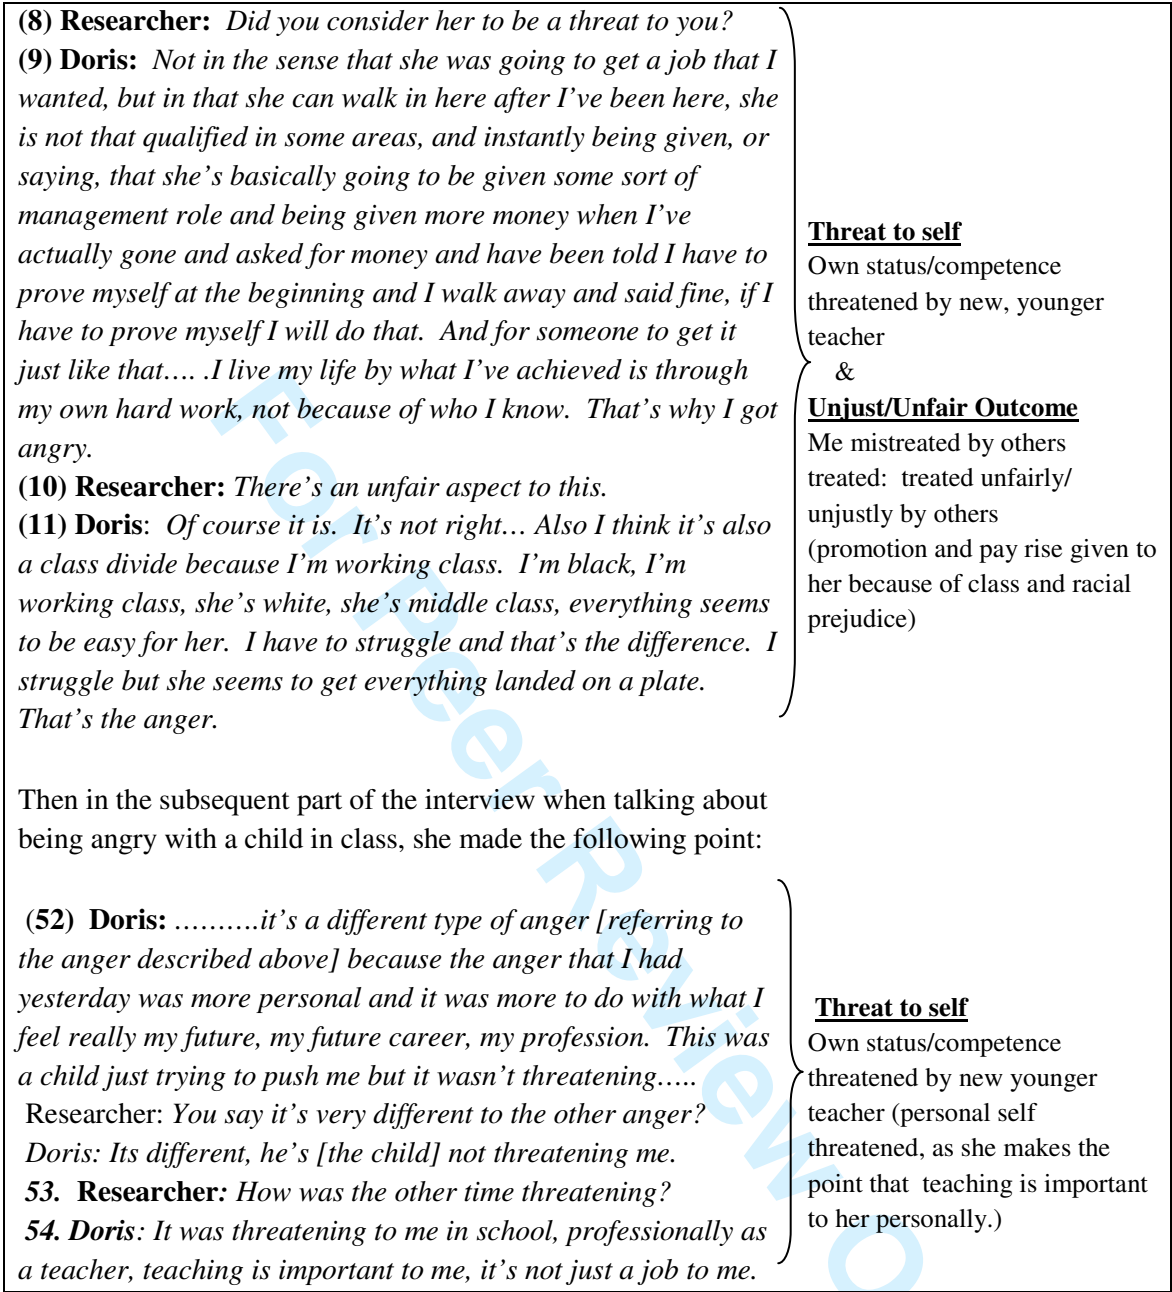 (8) Researcher: Did you consider her to be a threat to you?
(9) Doris: Not in the sense that she was going to get a job that I
wanted, but in that she can walk in here after I've been here, she
is not that qualified in some areas, and instantly being given, or
saying, that she's basically going to be given some sort of
management role and being given more money when I've
actually gone and asked for money and have been told I have to
prove myself at the beginning and I walk away and said fine, if I
have to prove myself I will do that. And for someone to get it
just like that…. .I live my life by what I've achieved is through
my own hard work, not because of who I know. That's why I got
angry.
(10) Researcher: There's an unfair aspect to this.
(11) Doris: Of course it is. It's not right… Also I think it's also
a class divide because I'm working class. I'm black, I'm
working class, she's white, she's middle class, everything seems
to be easy for her. I have to struggle and that's the difference. I
struggle but she seems to get everything landed on a plate.
That's the anger.
Threat to self
Own status/competence
threatened by new, younger
teacher
&
Unjust/Unfair Outcome
Me mistreated by others
treated: treated unfairly/
unjustly by others
(promotion and pay rise given to
her because of class and racial
prejudice)
Then in the subsequent part of the interview when talking about
being angry with a child in class, she made the following point:
(52) Doris: ……….it's a different type of anger [referring to
the anger described above] because the anger that I had
yesterday was more personal and it was more to do with what I
feel really my future, my future career, my profession. This was
a child just trying to push me but it wasn't threatening…..
Researcher: You say it's very different to the other anger?
Doris: Its different, he's [the child] not threatening me.
53. Researcher: How was the other time threatening?
54. Doris: It was threatening to me in school, professionally as
a teacher, teaching is important to me, it's not just a job to me.
Threat to self
Own status/competence
threatened by new younger
teacher (personal self
threatened, as she makes the
point that teaching is important
to her personally.)
For Peer Review O